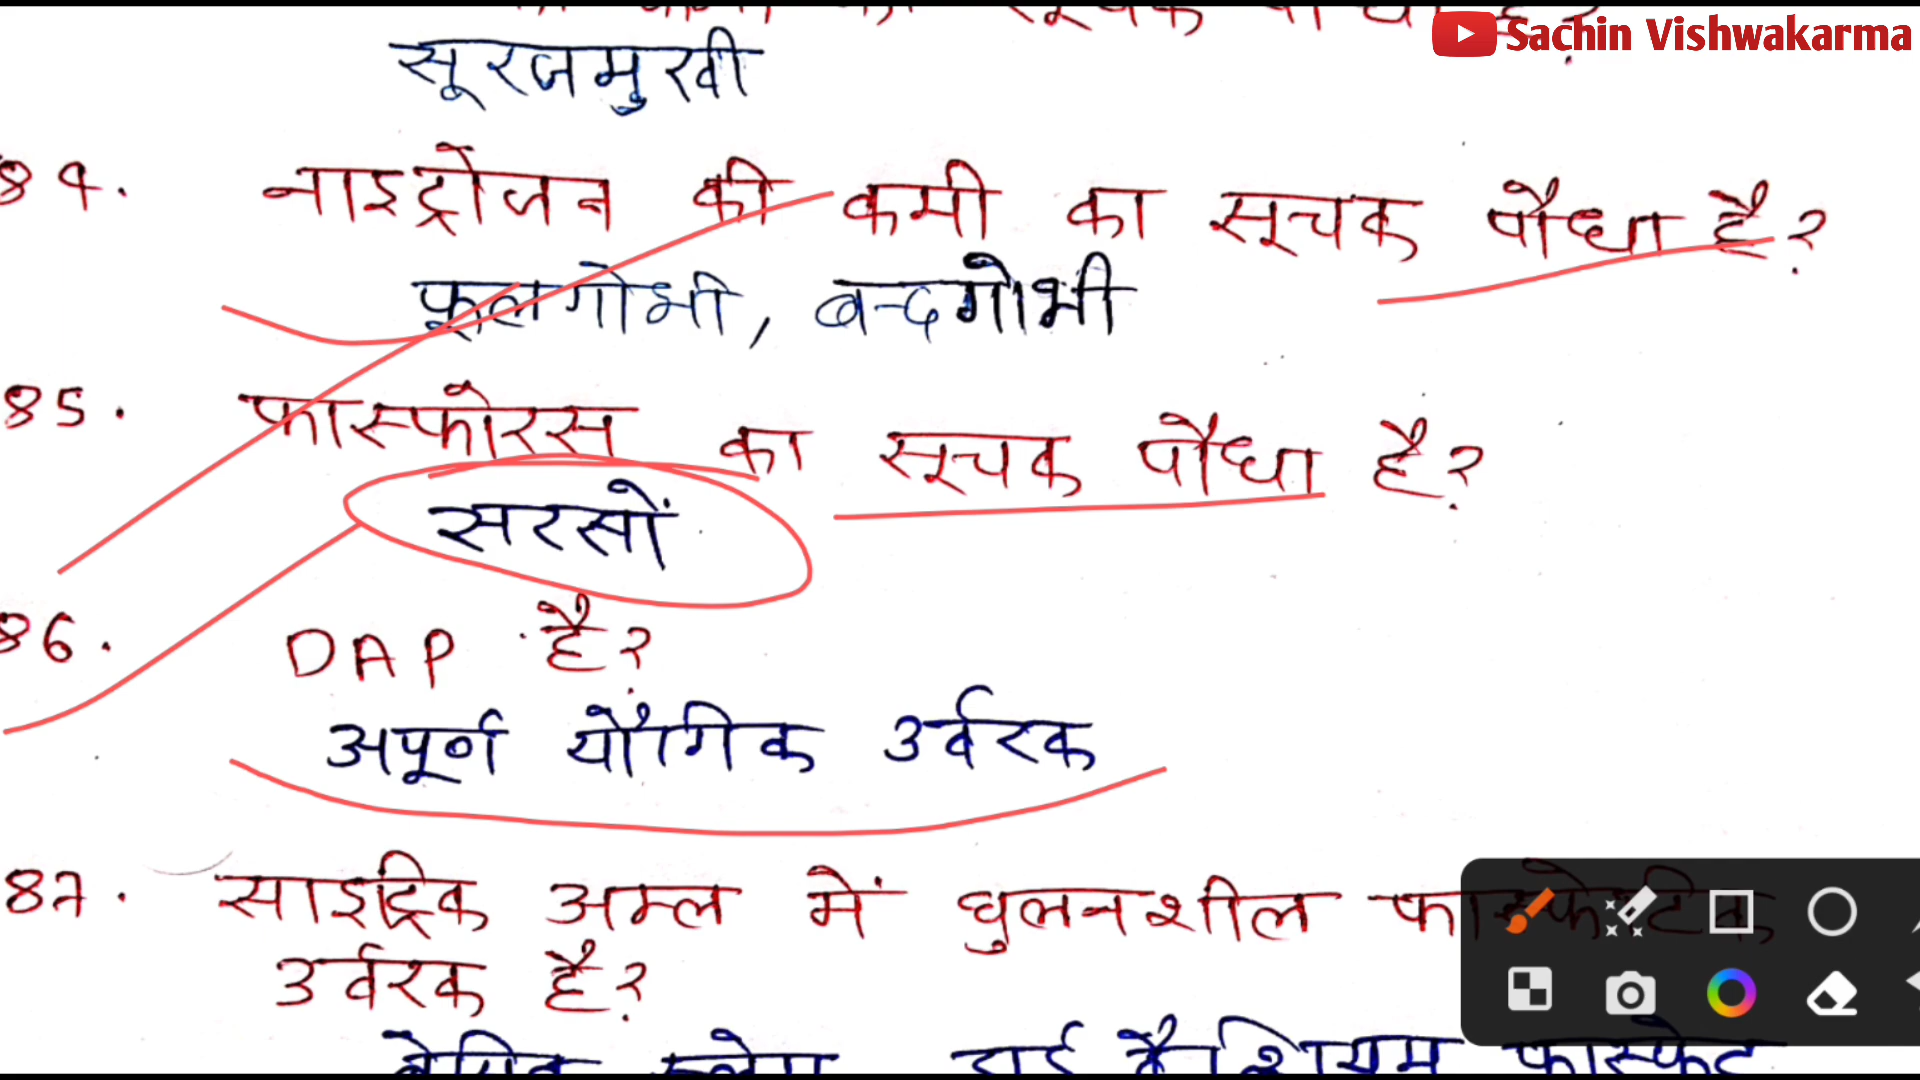 Sachin Vishwakarma
सूरजमुखी
84. नाइट्रोजन की कमी का सूचक पौधा है?
फूलगोभी, बन्दगोभी
85. फास्फोरस का सूचक पौधा है?
सरसों
86. DAP है?
अपूर्ण यौगिक उर्वरक
87. साइट्रिक अम्ल में घुलनशील फास्फेटिक
उर्वरक है?
बेसिक स्लेग डाई कैल्शियम फास्फेट